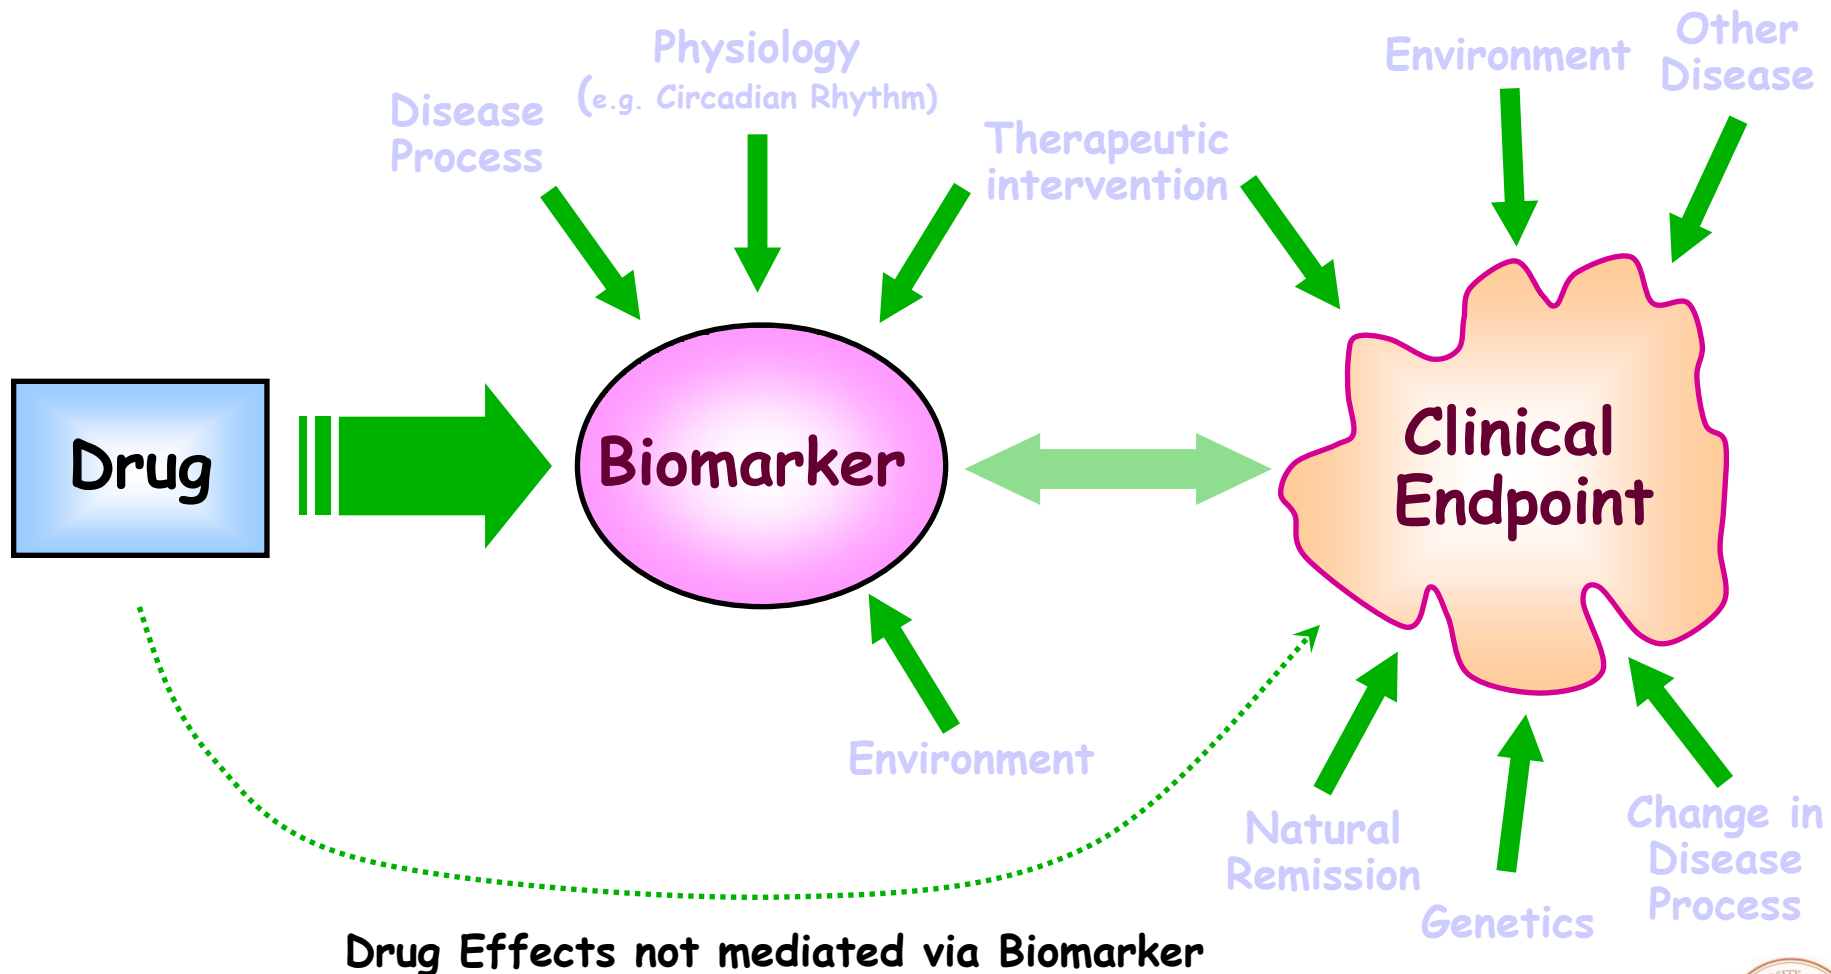 Physiology
(e.g. Circadian Rhythm)
Disease
Process
Therapeutic
intervention
Environment
Other
Disease
Drug
Biomarker
Clinical
Endpoint
Environment
Natural
Remission
Genetics
Change in
Disease
Process
Drug Effects not mediated via Biomarker